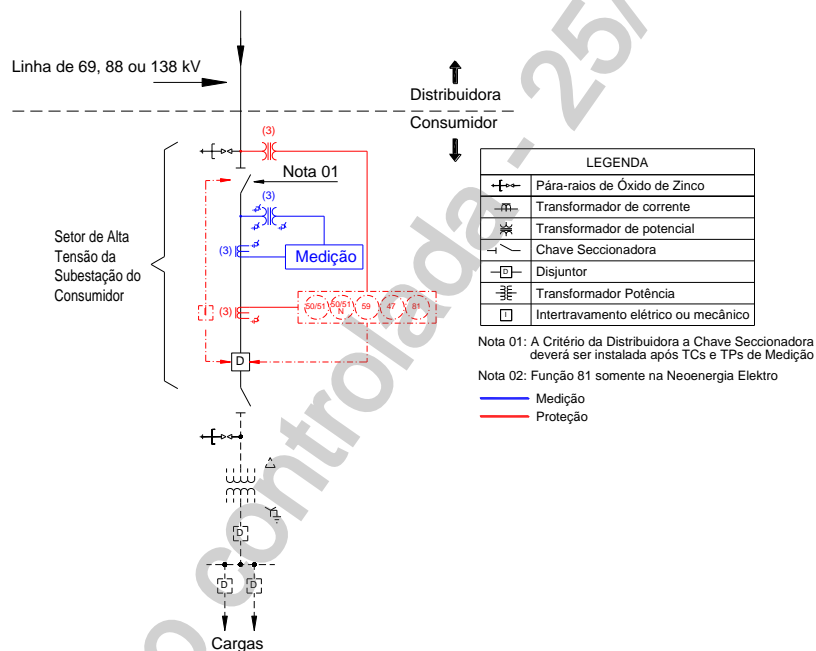 Linha de 69, 88 ou 138 kV
Distribuidora
Consumidor
(3)
Nota 01
(3)
(3)
Medição
Setor de Alta
Tensão da
Subestação do
Consumidor
I
(3)
50/51
50/51
N
59
47
81
D
D
D
D
Cargas
LEGENDA
Pára-raios de Óxido de Zinco
Transformador de corrente
Transformador de potencial
Chave Seccionadora
D
Disjuntor
Transformador Potência
I
Intertravamento elétrico ou mecânico
Nota 01: A Critério da Distribuidora a Chave Seccionadora
deverá ser instalada após TCs e TPs de Medição
Nota 02: Função 81 somente na Neoenergia Elektro
Medição
Proteção
o controlada - 25/